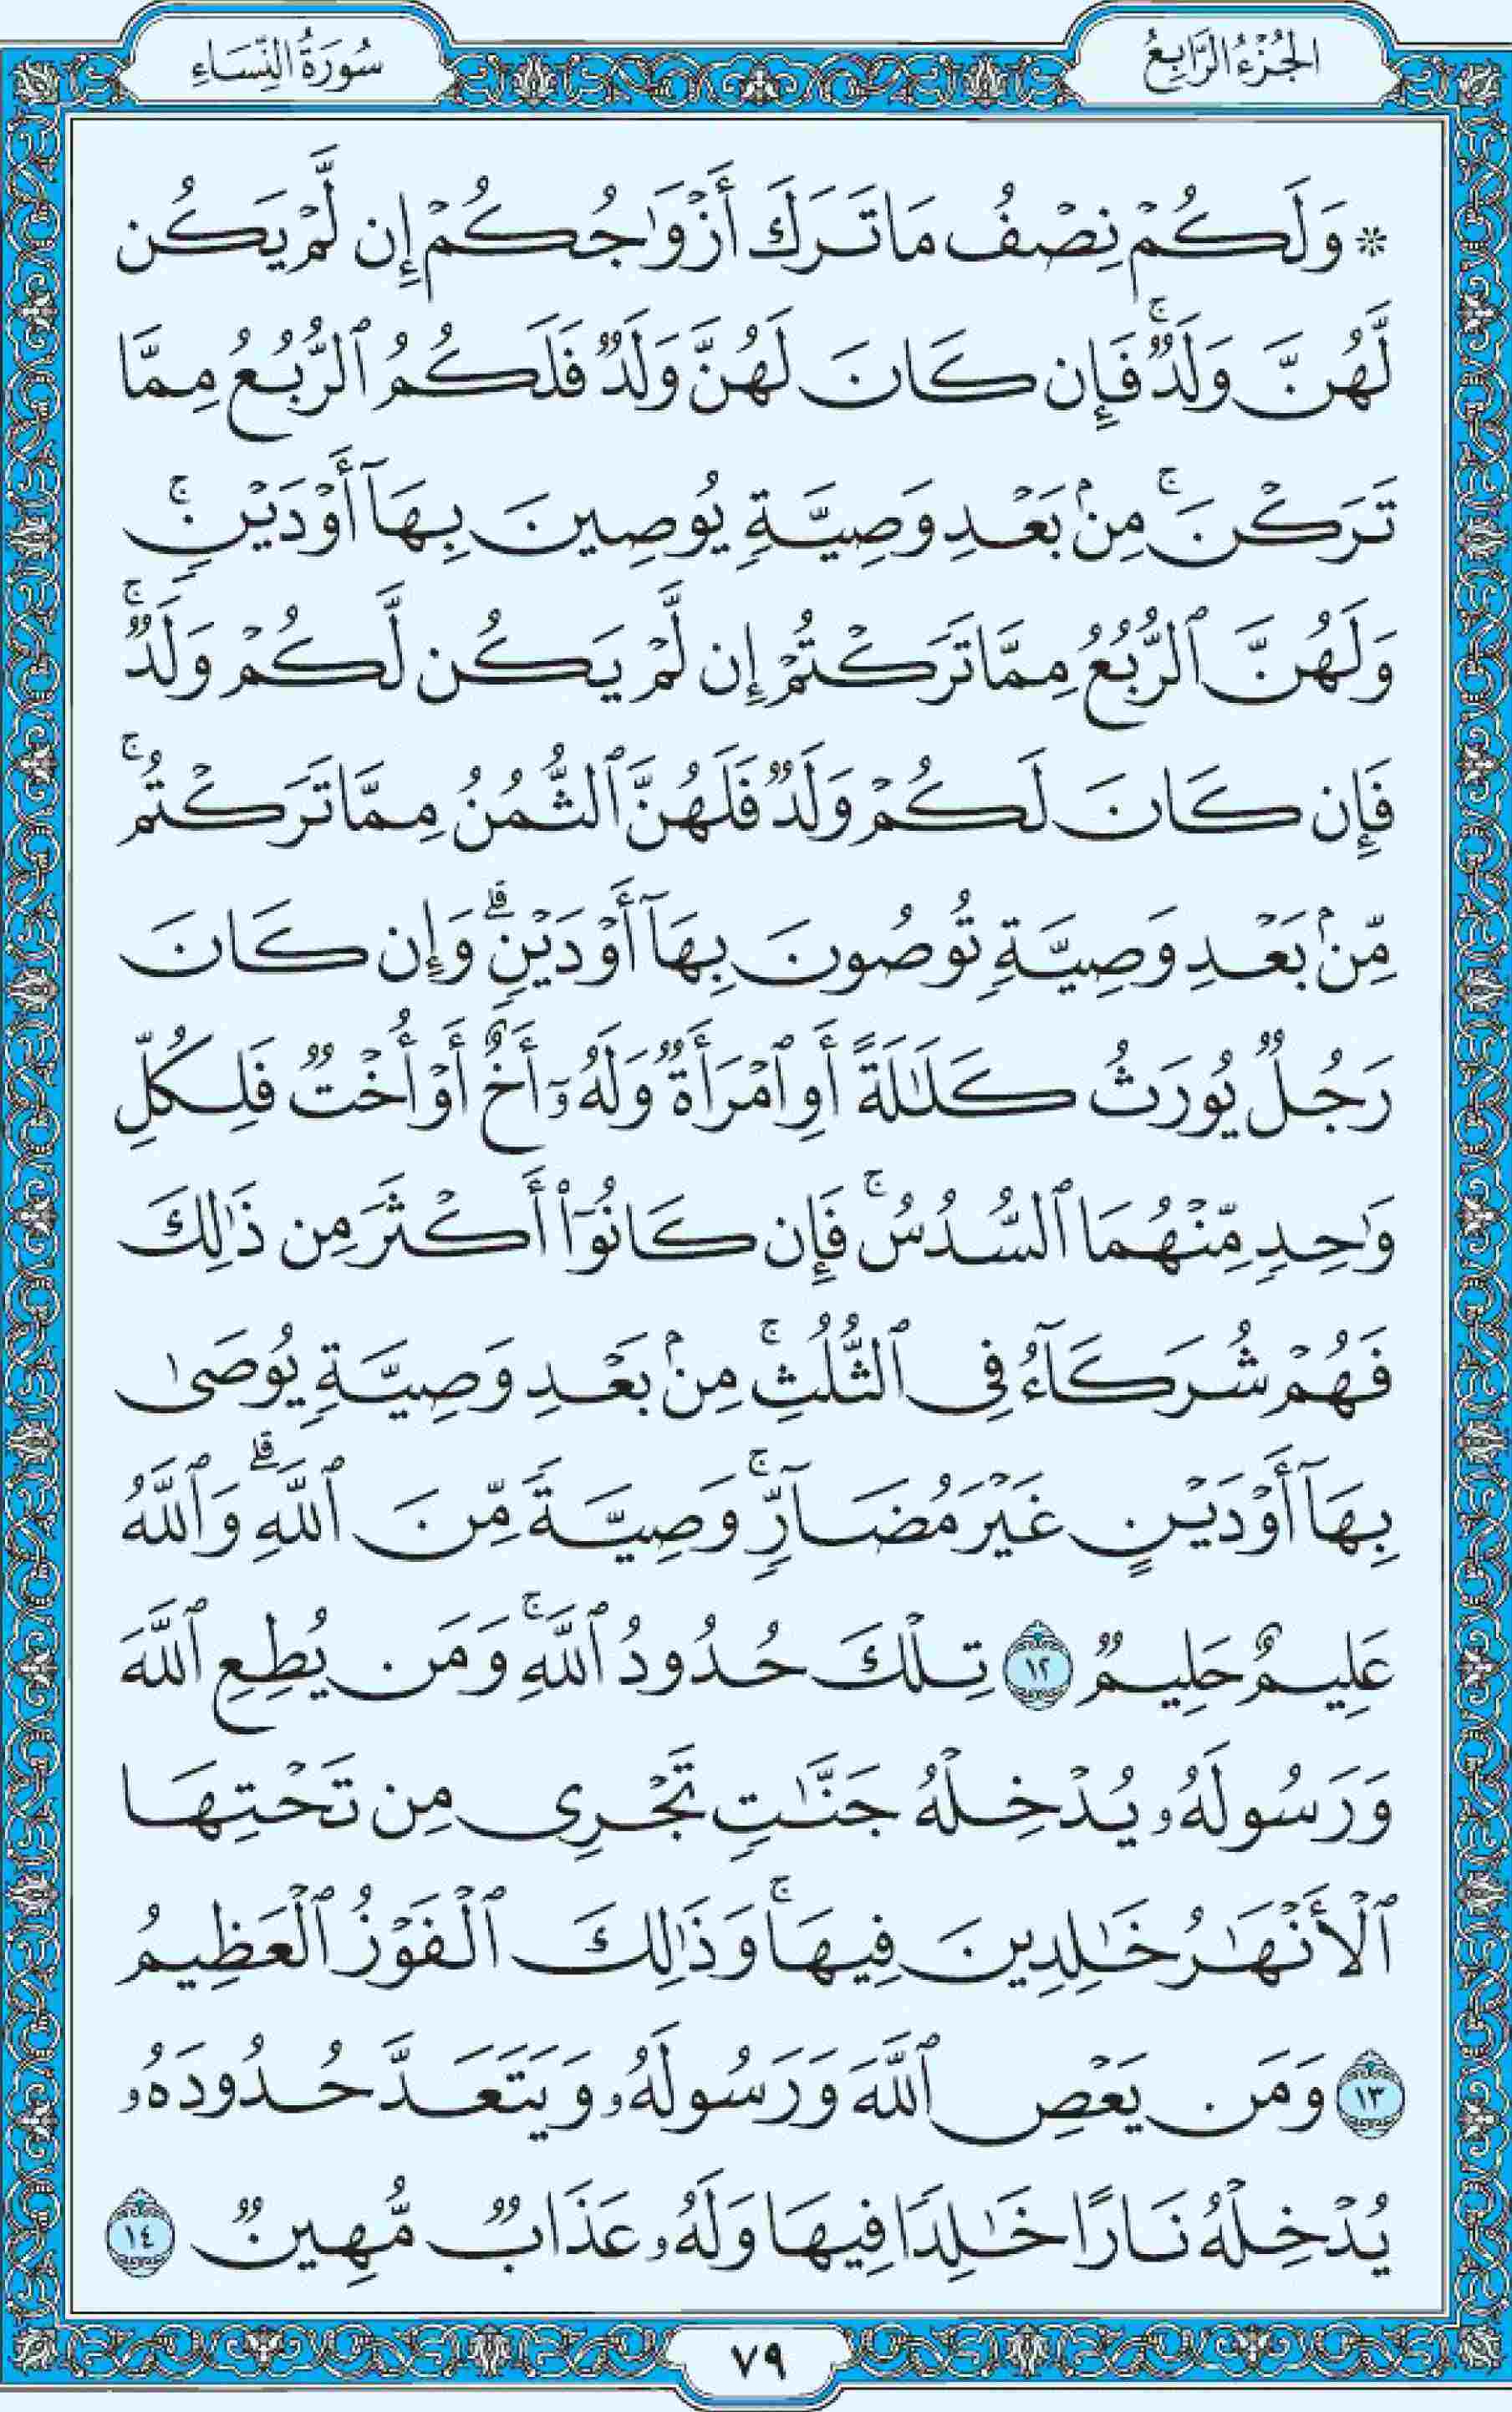 الجُزْءُ الرَّابِعُ
سُورَةُ النِّسَاءِ
۞ وَلَكُمْ نِصْفُ مَا تَرَكَ أَزْوَٰجُكُمْ إِن لَّمْ يَكُن
لَّهُنَّ وَلَدٌ ۚ فَإِن كَانَ لَهُنَّ وَلَدٌ فَلَكُمُ ٱلرُّبُعُ مِمَّا
تَرَكْنَ ۚ مِنۢ بَعْدِ وَصِيَّةٍ يُوصِينَ بِهَآ أَوْ دَيْنٍ ۚ
وَلَهُنَّ ٱلرُّبُعُ مِمَّا تَرَكْتُمْ إِن لَّمْ يَكُن لَّكُمْ وَلَدٌ ۚ
فَإِن كَانَ لَكُمْ وَلَدٌ فَلَهُنَّ ٱلثُّمُنُ مِمَّا تَرَكْتُم ۚ
مِّنۢ بَعْدِ وَصِيَّةٍ تُوصُونَ بِهَآ أَوْ دَيْنٍ ۗ وَإِن كَانَ
رَجُلٌ يُورَثُ كَلَٰلَةً أَوِ ٱمْرَأَةٌ وَلَهُۥٓ أَخٌ أَوْ أُخْتٌ فَلِكُلِّ
وَٰحِدٍ مِّنْهُمَا ٱلسُّدُسُ ۚ فَإِن كَانُوٓا۟ أَكْثَرَ مِن ذَٰلِكَ
فَهُمْ شُرَكَآءُ فِى ٱلثُّلُثِ ۚ مِنۢ بَعْدِ وَصِيَّةٍ يُوصَىٰ
بِهَآ أَوْ دَيْنٍ غَيْرَ مُضَآرٍّ ۚ وَصِيَّةً مِّنَ ٱللَّهِ ۗ وَٱللَّهُ
عَلِيمٌ حَلِيمٌ ١٢ تِلْكَ حُدُودُ ٱللَّهِ ۚ وَمَن يُطِعِ ٱللَّهَ
وَرَسُولَهُۥ يُدْخِلْهُ جَنَّٰتٍ تَجْرِى مِن تَحْتِهَا
ٱلْأَنْهَٰرُ خَٰلِدِينَ فِيهَا ۚ وَذَٰلِكَ ٱلْفَوْزُ ٱلْعَظِيمُ
١٣ وَمَن يَعْصِ ٱللَّهَ وَرَسُولَهُۥ وَيَتَعَدَّ حُدُودَهُۥ
يُدْخِلْهُ نَارًا خَٰلِدًا فِيهَا وَلَهُۥ عَذَابٌ مُّهِينٌ ١٤
٧٩